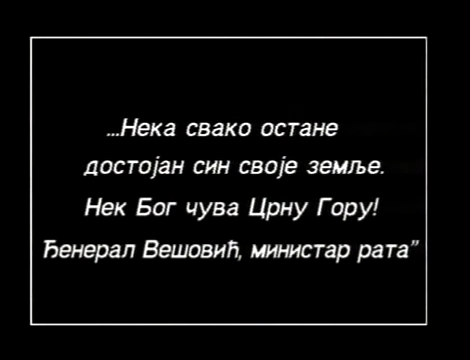 ...Нека свако остане
достојан син своје земље.
Нек Бог чува Црну Гору!
Ђенерал Вешовић, министар рата"